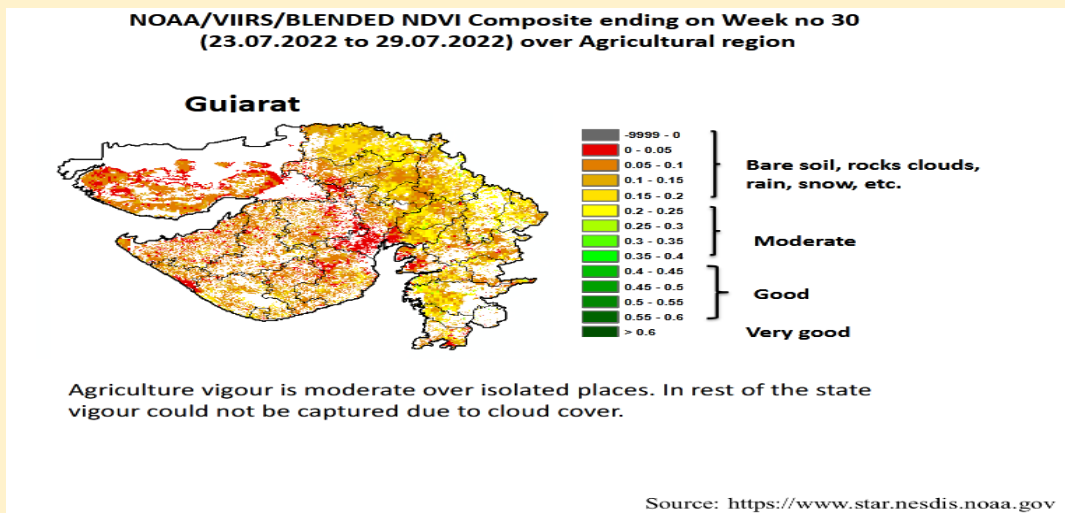 NOAA/VIIRS/BLENDED NDVI Composite ending on Week no 30
(23.07.2022 to 29.07.2022) over Agricultural region
Gujarat
-9999 - 0
0 - 0.05
0.05 - 0.1
0.1 - 0.15
0.15 - 0.2
0.2 - 0.25
0.25 - 0.3
0.3 - 0.35
0.35 - 0.4
0.4 - 0.45
0.45 - 0.5
0.5 - 0.55
0.55 - 0.6
> 0.6
Bare soil, rocks clouds,
rain, snow, etc.
Moderate
Good
Very good
Agriculture vigour is moderate over isolated places. In rest of the state
vigour could not be captured due to cloud cover.
Source: https://www.star.nesdis.noaa.gov